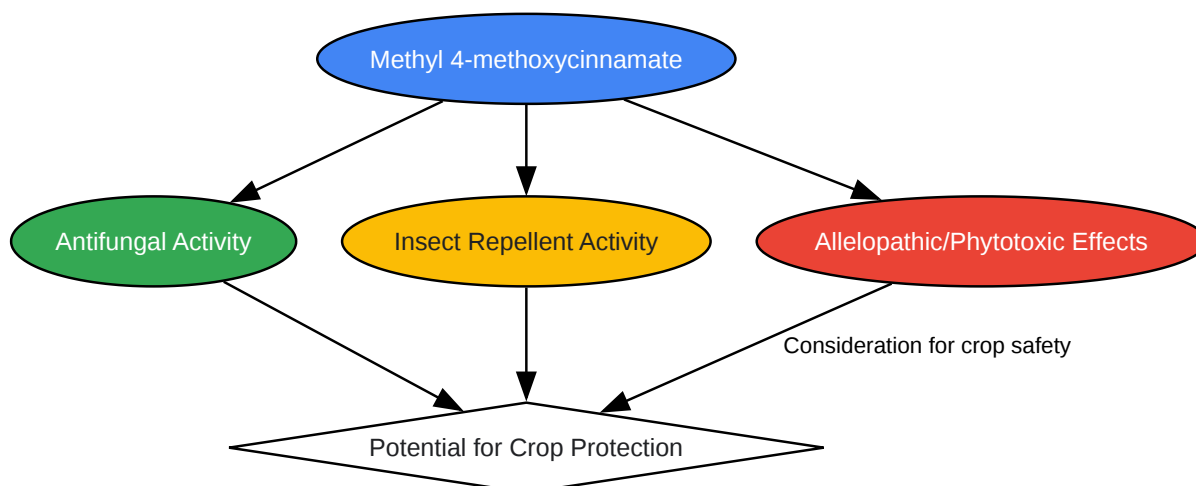 Methyl 4-methoxycinnamate
Antifungal Activity
Insect Repellent Activity
Allelopathic/Phytotoxic Effects
Consideration for crop safety
Potential for Crop Protection